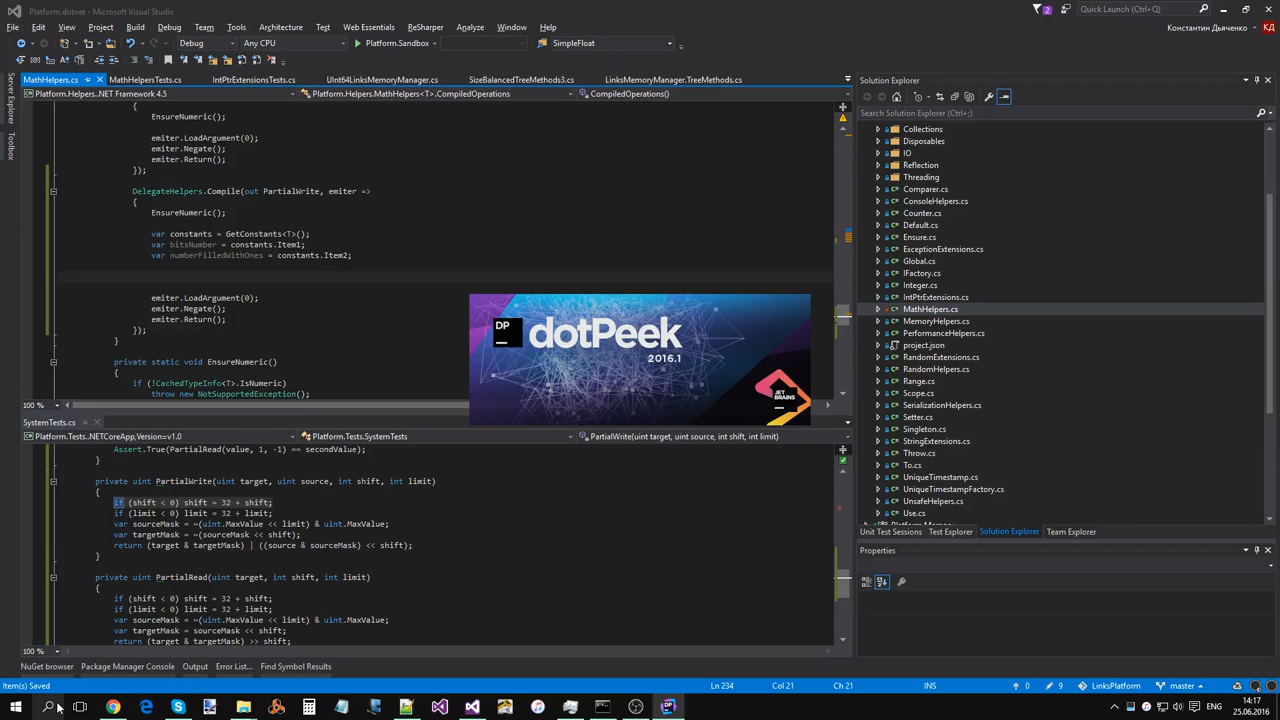 Platform.dotnet - Microsoft Visual Studio
2
Quick Launch (Ctrl+Q)
File Edit View Project Build Debug Team Tools Test Web Essentials ReSharper Architecture Analyze Window Help
Константин Дьяченко КД
Debug Any CPU Platform.Sandbox SimpleFloat
MathHelpers.cs MathHelpersTests.cs IntPtrExtensionsTests.cs UInt64LinksMemoryManager.cs SizeBalancedTreeMethods3.cs LinksMemoryManager.TreeMethods.cs
Platform.Helpers..NET Framework 4.5 Platform.Helpers.MathHelpers<T>.CompiledOperations CompiledOperations()
Server Explorer
Toolbox
{
EnsureNumeric();
emiter.LoadArgument(0);
emiter.Negate();
emiter.Return();
});
DelegateHelpers.Compile(out PartialWrite, emiter =>
{
EnsureNumeric();
var constants = GetConstants<T>();
var bitsNumber = constants.Item1;
var numberFilledWithOnes = constants.Item2;
emiter.LoadArgument(0);
emiter.Negate();
emiter.Return();
});
}
private static void EnsureNumeric()
{
if (!CachedTypeInfo<T>.IsNumeric)
throw new NotSupportedException();
100 %
DP
dotPeek
2016.1
JET
BRAINS
SystemTests.cs
Platform.Tests..NETCoreApp,Version=v1.0 Platform.Tests.SystemTests PartialWrite(uint target, uint source, int shift, int limit)
Assert.True(PartialRead(value, 1, -1) == secondValue);
}
private uint PartialWrite(uint target, uint source, int shift, int limit)
{
if (shift < 0) shift = 32 + shift;
if (limit < 0) limit = 32 + limit;
var sourceMask = ~(uint.MaxValue << limit) & uint.MaxValue;
var targetMask = ~(sourceMask << shift);
return (target & targetMask) | ((source & sourceMask) << shift);
}
private uint PartialRead(uint target, int shift, int limit)
{
if (shift < 0) shift = 32 + shift;
if (limit < 0) limit = 32 + limit;
var sourceMask = ~(uint.MaxValue << limit) & uint.MaxValue;
var targetMask = sourceMask << shift;
return (target & targetMask) >> shift;
100 %
NuGet browser Package Manager Console Output Error List... Find Symbol Results
Solution Explorer
Search Solution Explorer (Ctrl+;)
Collections
Disposables
IO
Reflection
Threading
Comparer.cs
ConsoleHelpers.cs
Counter.cs
Default.cs
Ensure.cs
ExceptionExtensions.cs
Global.cs
IFactory.cs
Integer.cs
IntPtrExtensions.cs
MathHelpers.cs
MemoryHelpers.cs
PerformanceHelpers.cs
project.json
RandomExtensions.cs
RandomHelpers.cs
Range.cs
Scope.cs
SerializationHelpers.cs
Setter.cs
Singleton.cs
StringExtensions.cs
Throw.cs
To.cs
UniqueTimestamp.cs
UniqueTimestampFactory.cs
UnsafeHelpers.cs
Use.cs
Unit Test Sessions Test Explorer Solution Explorer Team Explorer
Properties
Item(s) Saved Ln 234 Col 21 Ch 21 INS 0 9 LinksPlatform master
ENG
14:17
25.06.2016